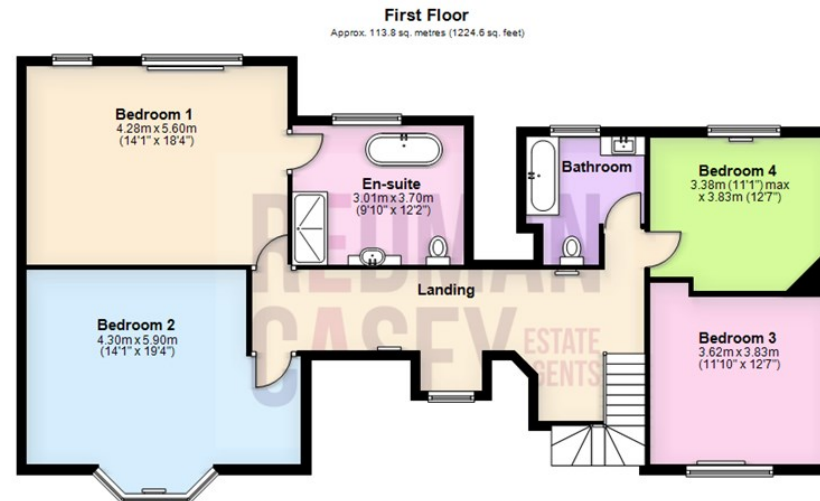 First Floor
Approx. 113.8 sq. metres (1224.6 sq. feet)
Bedroom 1
4.28m x 5.60m
(14'1" x 18'4")
En-suite
3.01m x 3.70m
(9'10" x 12'2")
Bathroom
Bedroom 4
3.38m (11'1") max
x 3.83m (12'7")
Landing
Bedroom 2
4.30m x 5.90m
(14'1" x 19'4")
Bedroom 3
3.62m x 3.83m
(11'10" x 12'7")
REDMAN
CASEY
ESTATE
AGENTS